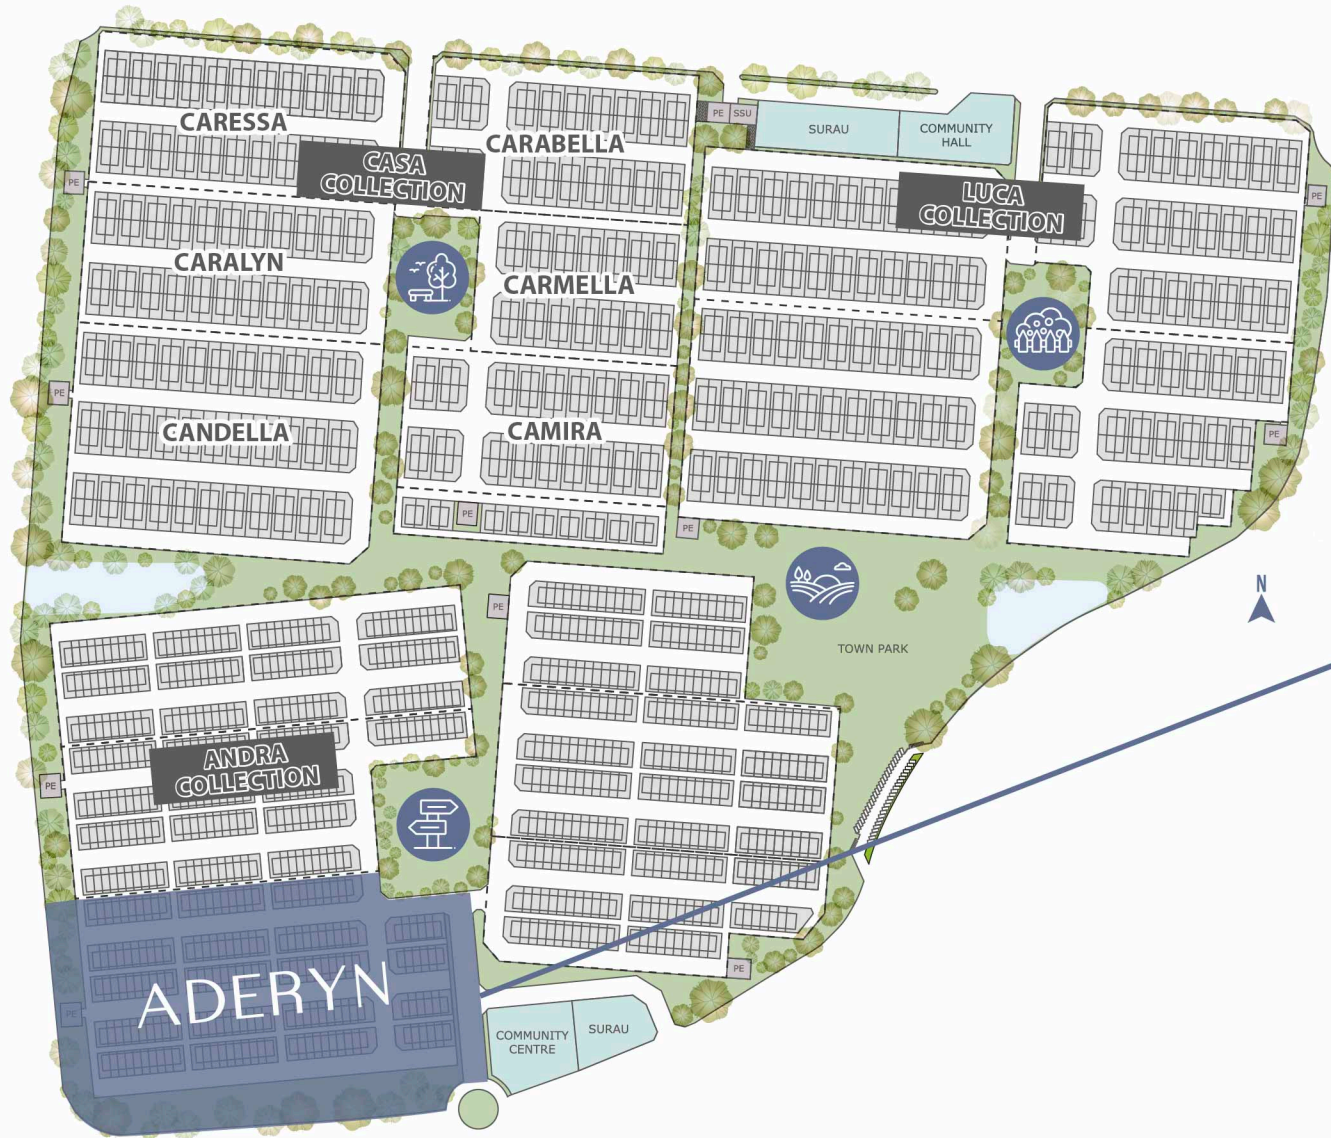 PE
SSU
SURAU
COMMUNITY
HALL
CARESSA
CARABELLA
CASA
COLLECTION
LUCA
COLLECTION
PE
PE
CARALYN
CARMELLA
PE
CANDELLA
CAMIRA
PE
PE
PE
N
PE
TOWN PARK
ANDRA
COLLECTION
PE
PE
ADERYN
PE
COMMUNITY
CENTRE
SURAU